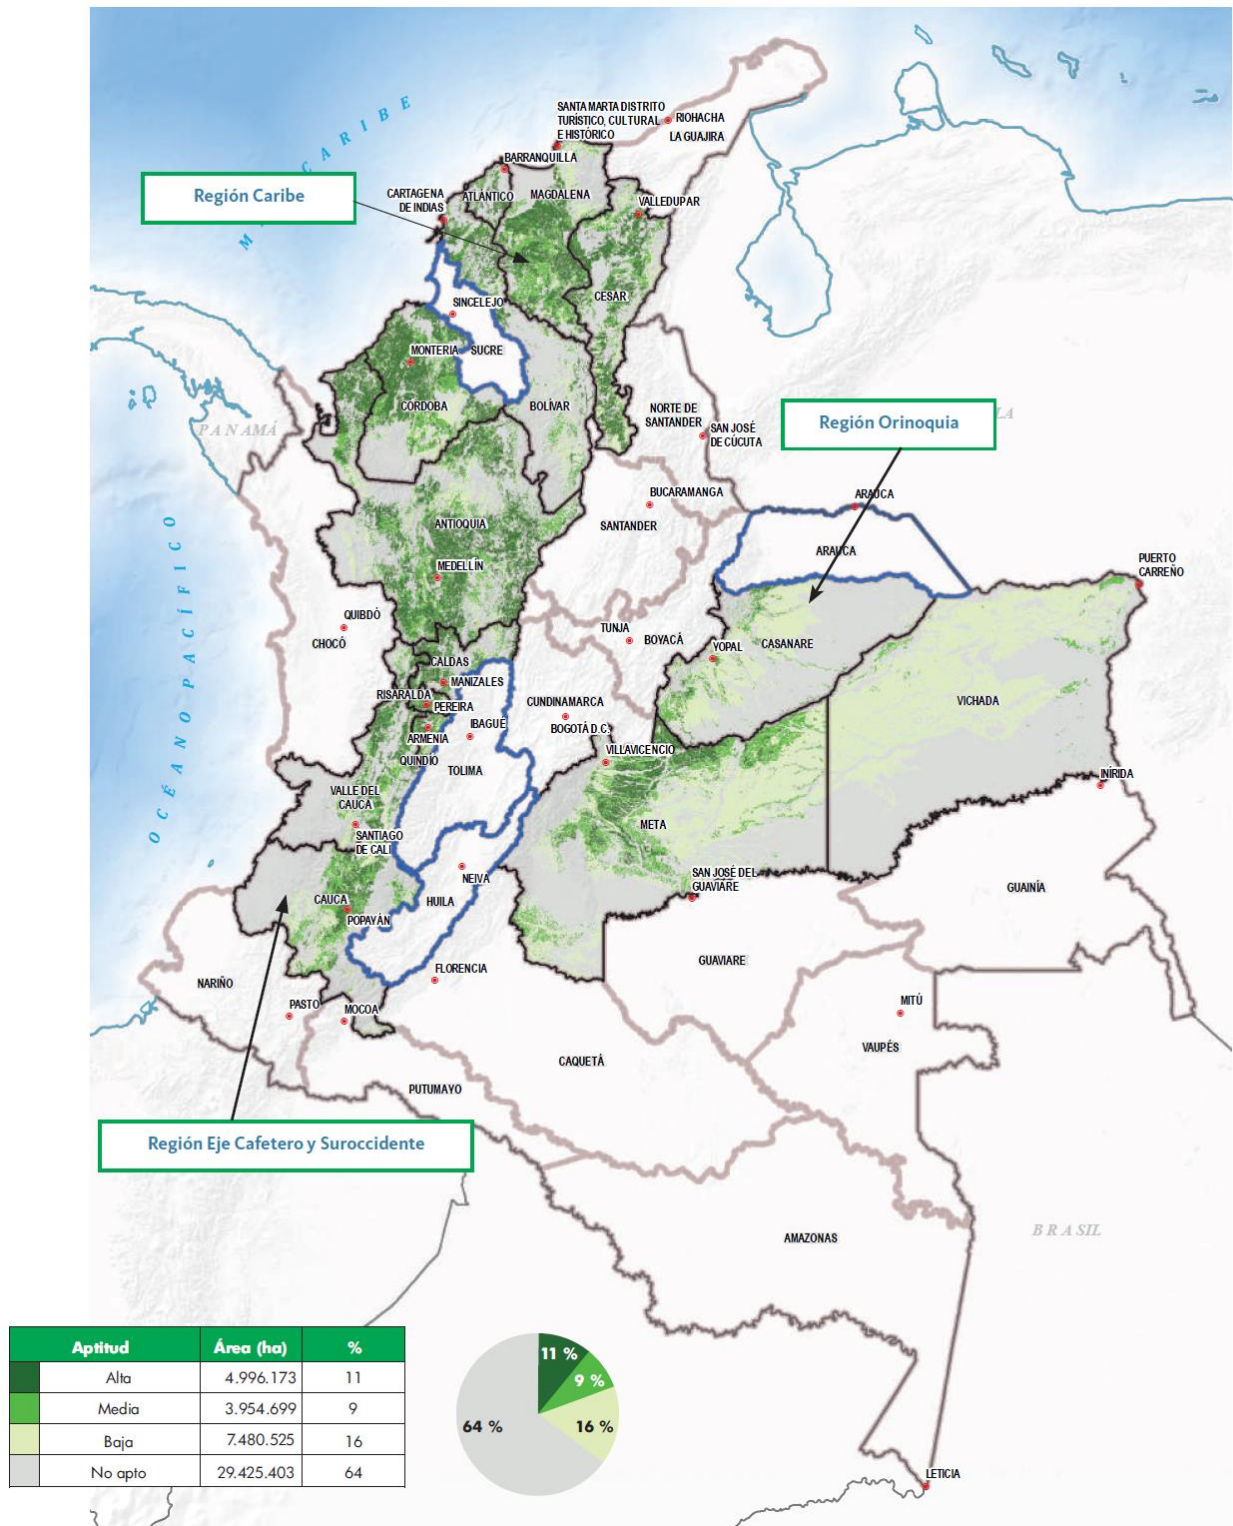 SANTA MARTA DISTRITO
TURÍSTICO, CULTURAL
E HISTÓRICO
RIOHACHA
LA GUAJIRA
BARRANQUILLA
Región Caribe
CARTAGENA
DE INDIAS
ATLÁNTICO
MAGDALENA
VALLEDUPAR
CARIBE
CESAR
SINCELEJO
SUCRE
MONTERIA
CÓRDOBA
BOLÍVAR
PANAMÁ
NORTE DE
SANTANDER
SAN JOSÉ
DE CÚCUTA
Región Orinoquia
BUCARAMANGA
SANTANDER
ARAUCA
ARAUCA
ANTIOQUIA
MEDELLÍN
PUERTO
CARREÑO
OCÉANO PACÍFICO
QUIBDÓ
CHOCÓ
TUNJA
BOYACÁ
YOPAL
CASANARE
CALDAS
MANIZALES
RISARALDA
PEREIRA
CUNDINAMARCA
BOGOTÁ D.C.
VICHADA
ARMENIA
IBAGUÉ
QUINDÍO
TOLIMA
VILLAVICENCIO
INÍRIDA
VALLE DEL
CAUCA
SANTIAGO
DE CALI
META
NEIVA
SAN JOSÉ DEL
GUAVIARE
GUAINÍA
CAUCA
POPAYÁN
HUILA
GUAVIARE
NARIÑO
FLORENCIA
PASTO
MOCOA
MITÚ
VAUPÉS
CAQUETÁ
PUTUMAYO
Región Eje Cafetero y Suroccidente
AMAZONAS
BRASIL
LETICIA
Aptitud Área (ha) %
Alta 4.996.173 11
Media 3.954.699 9
Baja 7.480.525 16
No apto 29.425.403 64
11 %
9 %
16 %
64 %